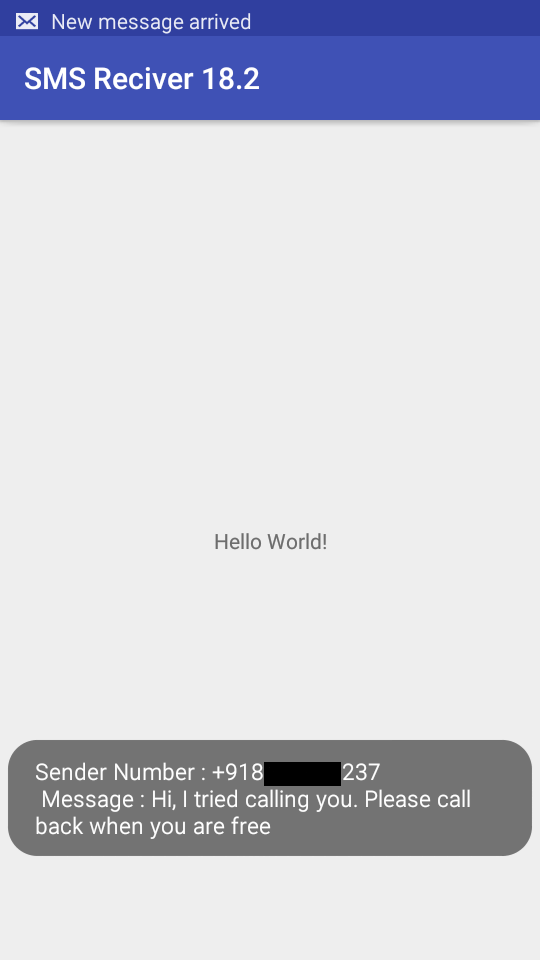 New message arrived
SMS Reciver 18.2
Hello World!
Sender Number : +918 237
Message : Hi, I tried calling you. Please call
back when you are free